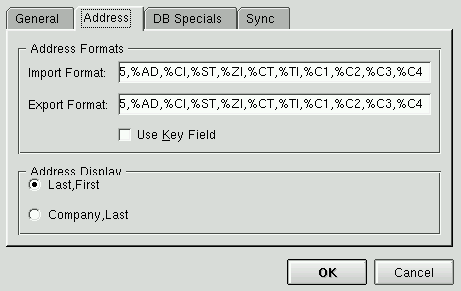 General Address DB Specials Sync
Address Formats
Import Format: 5,%AD,%CI,%ST,%ZI,%CT,%TI,%C1,%C2,%C3,%C4
Export Format: 5,%AD,%CI,%ST,%ZI,%CT,%TI,%C1,%C2,%C3,%C4
Use Key Field
Address Display
Last,First
Company,Last
OK Cancel